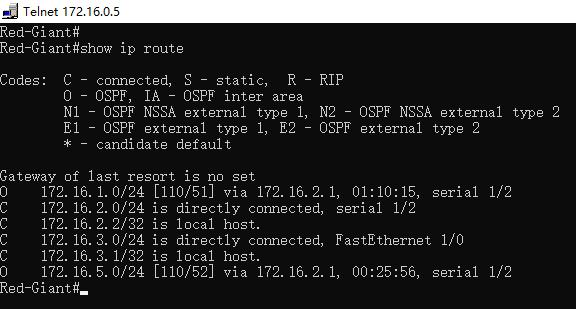 Telnet 172.16.0.5
Red-Giant#
Red-Giant#show ip route
Codes:  C - connected, S - static,  R - RIP
        O - OSPF, IA - OSPF inter area
        N1 - OSPF NSSA external type 1, N2 - OSPF NSSA external type 2
        E1 - OSPF external type 1, E2 - OSPF external type 2
        * - candidate default
Gateway of last resort is no set
O    172.16.1.0/24 [110/51] via 172.16.2.1, 01:10:15, serial 1/2
C    172.16.2.0/24 is directly connected, serial 1/2
C    172.16.2.2/32 is local host.
C    172.16.3.0/24 is directly connected, FastEthernet 1/0
C    172.16.3.1/32 is local host.
O    172.16.5.0/24 [110/52] via 172.16.2.1, 00:25:56, serial 1/2
Red-Giant#